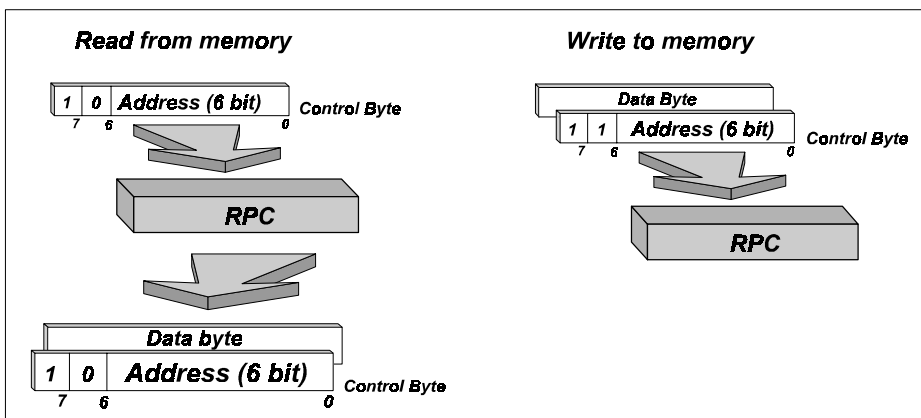 Read from memory
1 0 Address (6 bit) Control Byte
7 6 0
RPC
Data byte
1 0 Address (6 bit) Control Byte
7 6 0
Write to memory
Data Byte
1 1 Address (6 bit) Control Byte
7 6 0
RPC